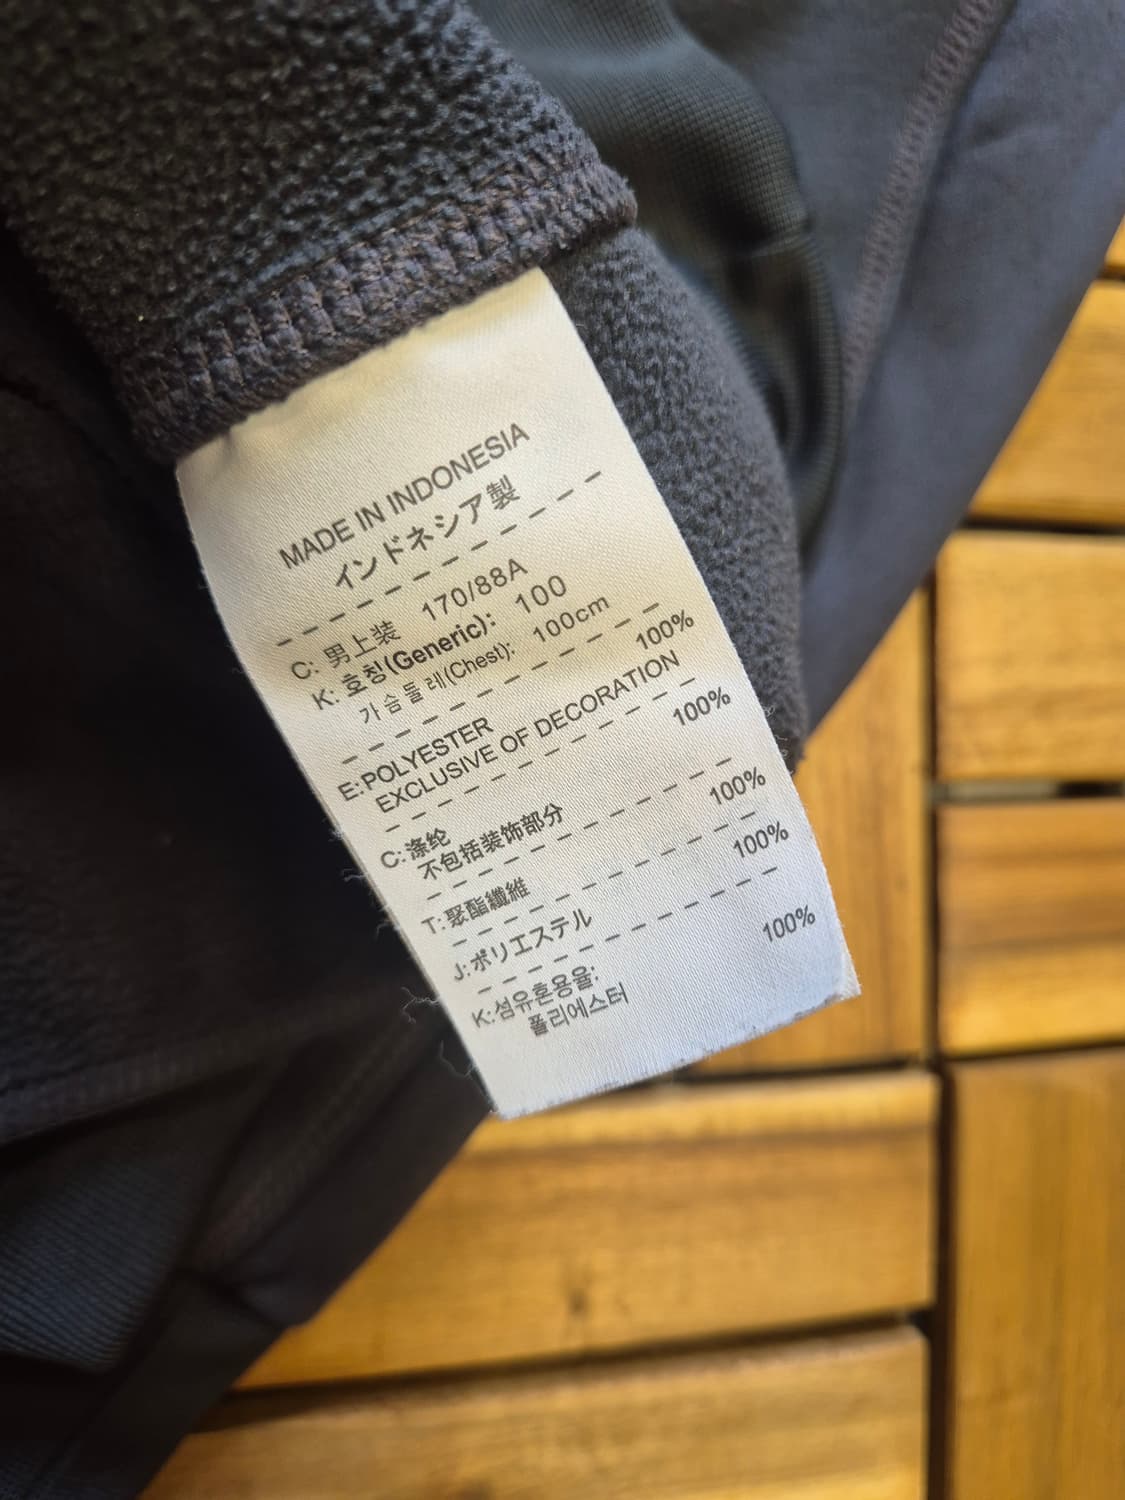 MADE IN INDONESIA
インドネシア製
C: 男上装 170/88A
K: 호칭(Generic): 100
가슴둘레(Chest): 100cm
E:POLYESTER 100%
EXCLUSIVE OF DECORATION
C:涤纶 100%
不包括装饰部分
T:聚酯纖維 100%
J:ポリエステル 100%
K:섬유혼용율:
폴리에스터 100%